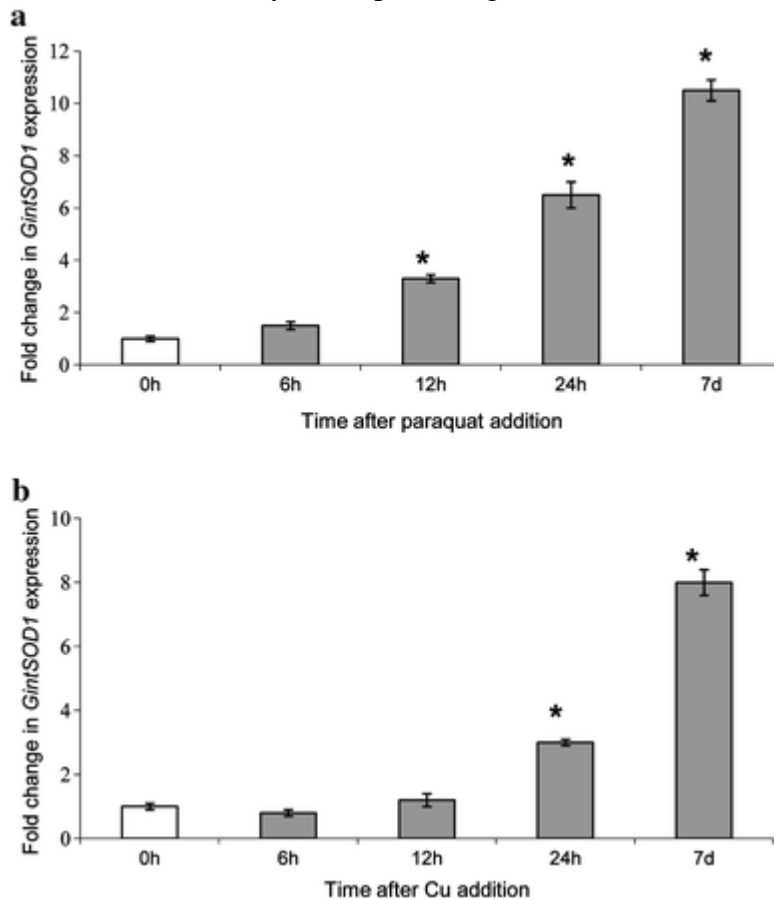 a
Fold change in GintSOD1 expression
12
10
8
6
4
2
0
*
*
*
0h 6h 12h 24h 7d
Time after paraquat addition
b
Fold change in GintSOD1 expression
10
8
6
4
2
0
*
*
0h 6h 12h 24h 7d
Time after Cu addition